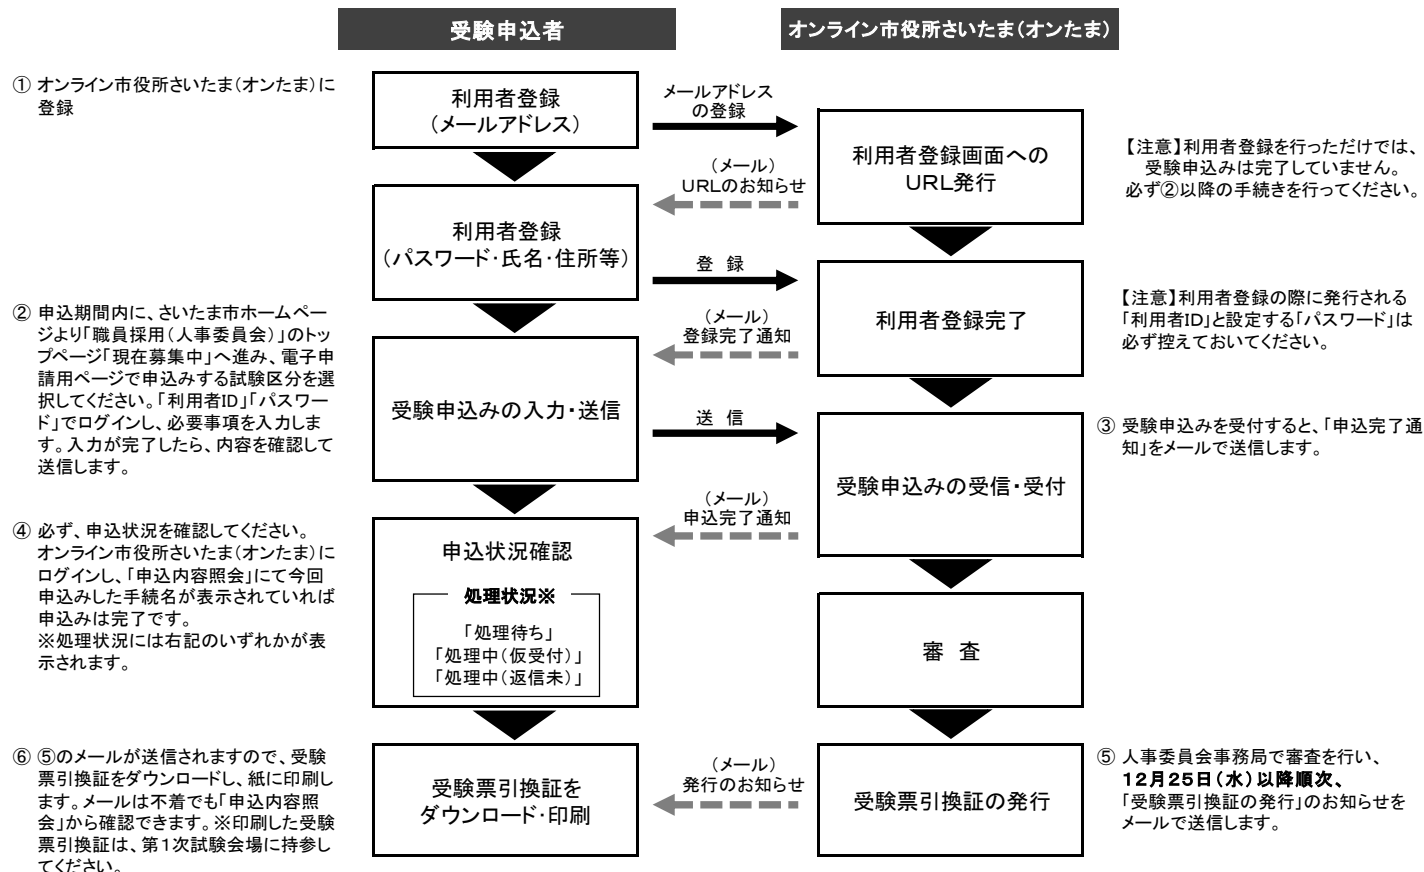 受験申込者
オンライン市役所さいたま（オンたま）
① オンライン市役所さいたま（オンたま）に
登録
利用者登録
（メールアドレス）
メールアドレス
の登録
利用者登録画面への
URL発行
【注意】利用者登録を行っただけでは、
受験申込みは完了していません。
必ず②以降の手続きを行ってください。
（メール）
URLのお知らせ
利用者登録
（パスワード・氏名・住所等）
登 録
利用者登録完了
【注意】利用者登録の際に発行される
「利用者ID」と設定する「パスワード」は
必ず控えておいてください。
（メール）
登録完了通知
② 申込期間内に、さいたま市ホームペー
ジより「職員採用（人事委員会）」のトッ
プページ「現在募集中」へ進み、電子申
請用ページで申込みする試験区分を選
択してください。「利用者ID」「パスワー
ド」でログインし、必要事項を入力しま
す。入力が完了したら、内容を確認して
送信します。
受験申込みの入力・送信
送 信
受験申込みの受信・受付
③ 受験申込みを受付すると、「申込完了通
知」をメールで送信します。
（メール）
申込完了通知
④ 必ず、申込状況を確認してください。
オンライン市役所さいたま（オンたま）に
ログインし、「申込内容照会」にて今回
申込みした手続名が表示されていれば
申込みは完了です。
※処理状況には右記のいずれかが表
示されます。
申込状況確認
処理状況※
「処理待ち」
「処理中（仮受付）」
「処理中（返信未）」
審 査
⑥ ⑤のメールが送信されますので、受験
票引換証をダウンロードし、紙に印刷し
ます。メールは不着でも「申込内容照
会」から確認できます。※印刷した受験
票引換証は、第1次試験会場に持参し
てください。
受験票引換証を
ダウンロード・印刷
（メール）
発行のお知らせ
受験票引換証の発行
⑤ 人事委員会事務局で審査を行い、
12月25日（水）以降順次、
「受験票引換証の発行」のお知らせを
メールで送信します。